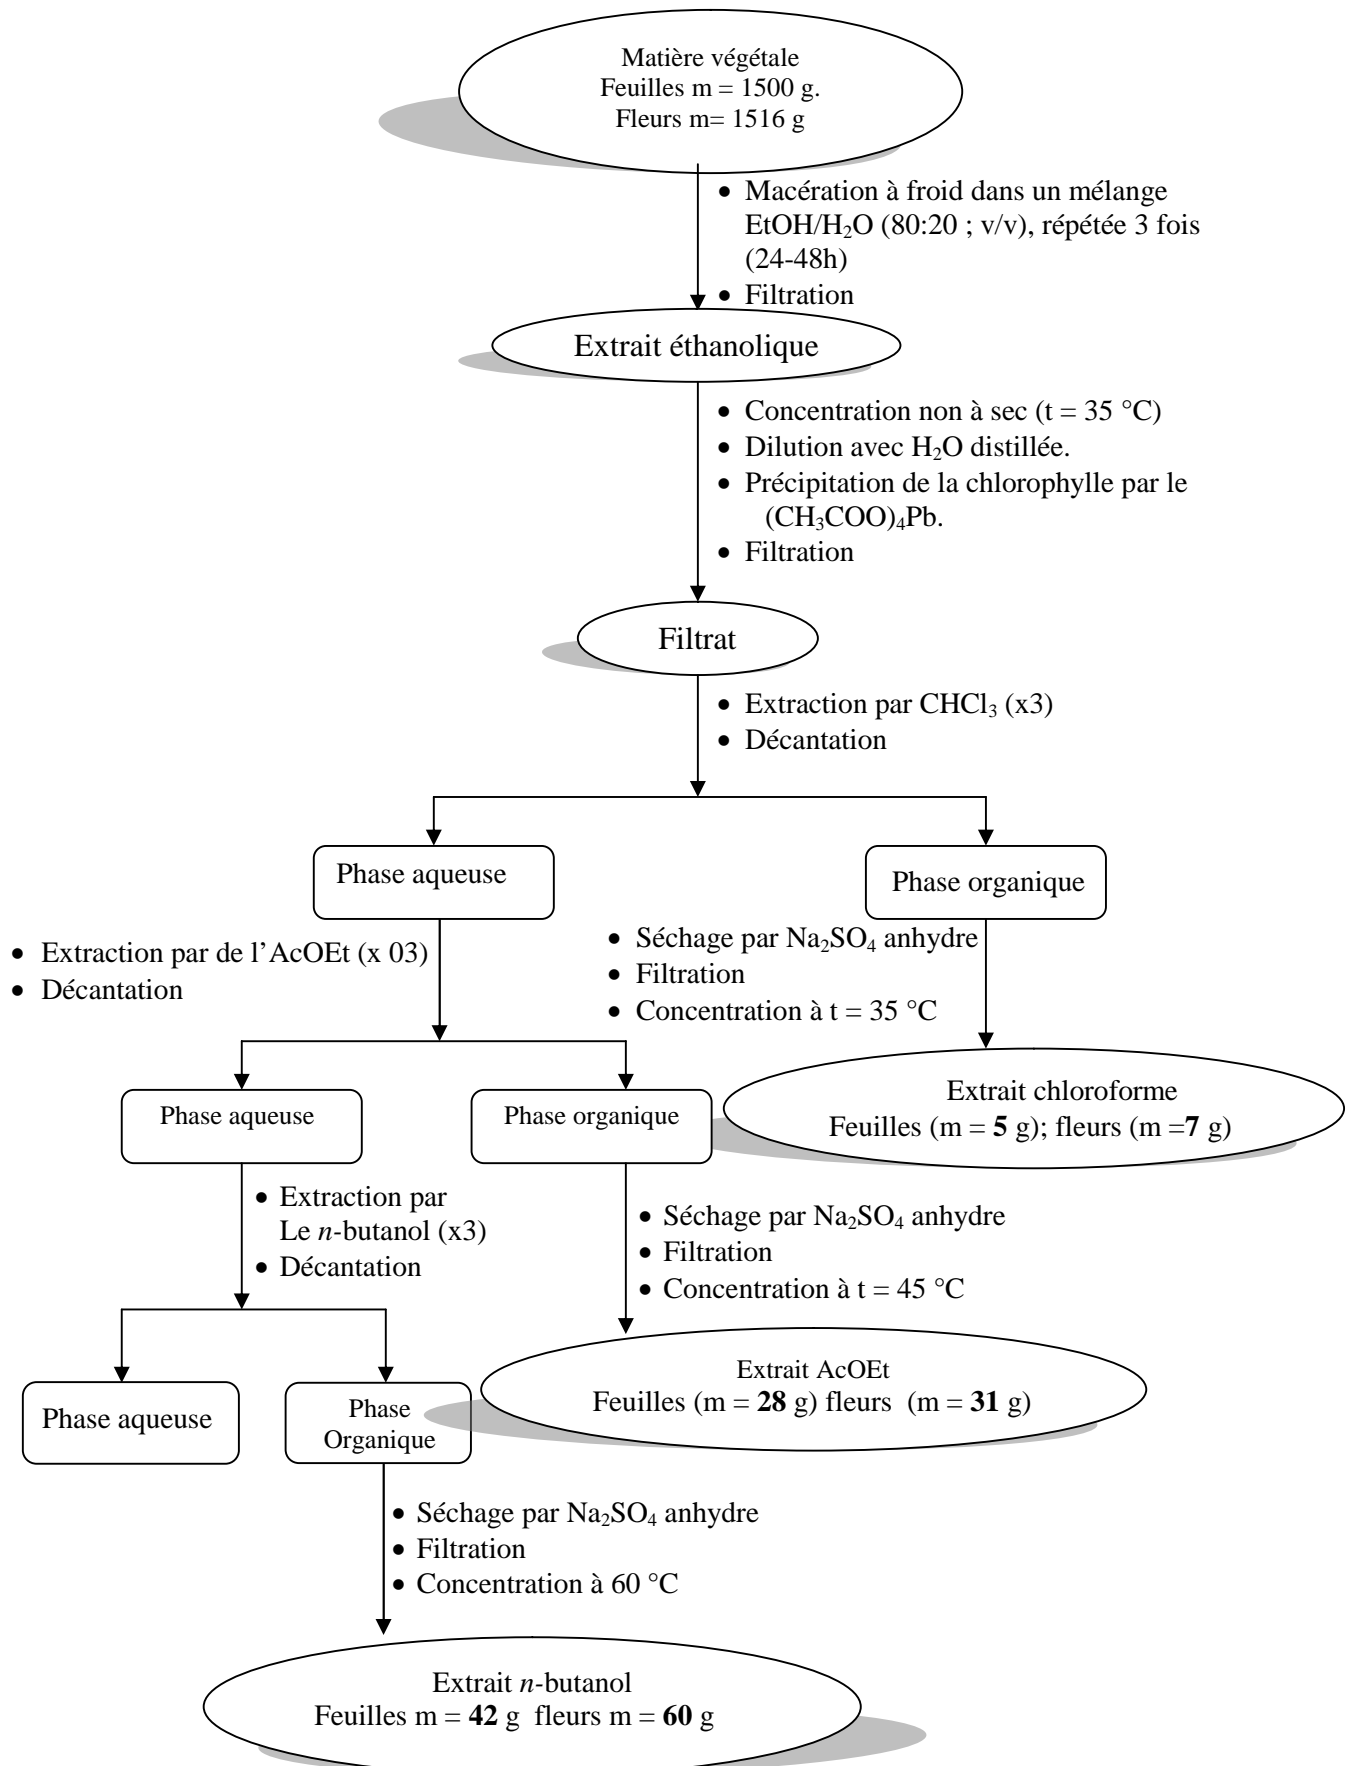 Matière végétale
Feuilles m = 1500 g.
Fleurs m= 1516 g
• Macération à froid dans un mélange
EtOH/H₂O (80:20 ; v/v), répétée 3 fois
(24-48h)
• Filtration
Extrait éthanolique
• Concentration non à sec (t = 35 °C)
• Dilution avec H₂O distillée.
• Précipitation de la chlorophylle par le
(CH₃COO)₄Pb.
• Filtration
Filtrat
• Extraction par CHCl₃ (x3)
• Décantation
Phase aqueuse
Phase organique
• Extraction par de l’AcOEt (x 03)
• Décantation
• Séchage par Na₂SO₄ anhydre
• Filtration
• Concentration à t = 35 °C
Phase aqueuse
Phase organique
Extrait chloroforme
Feuilles (m = 5 g); fleurs (m =7 g)
• Extraction par
Le n-butanol (x3)
• Décantation
• Séchage par Na₂SO₄ anhydre
• Filtration
• Concentration à t = 45 °C
Phase aqueuse
Phase
Organique
Extrait AcOEt
Feuilles (m = 28 g) fleurs (m = 31 g)
• Séchage par Na₂SO₄ anhydre
• Filtration
• Concentration à 60 °C
Extrait n-butanol
Feuilles m = 42 g fleurs m = 60 g